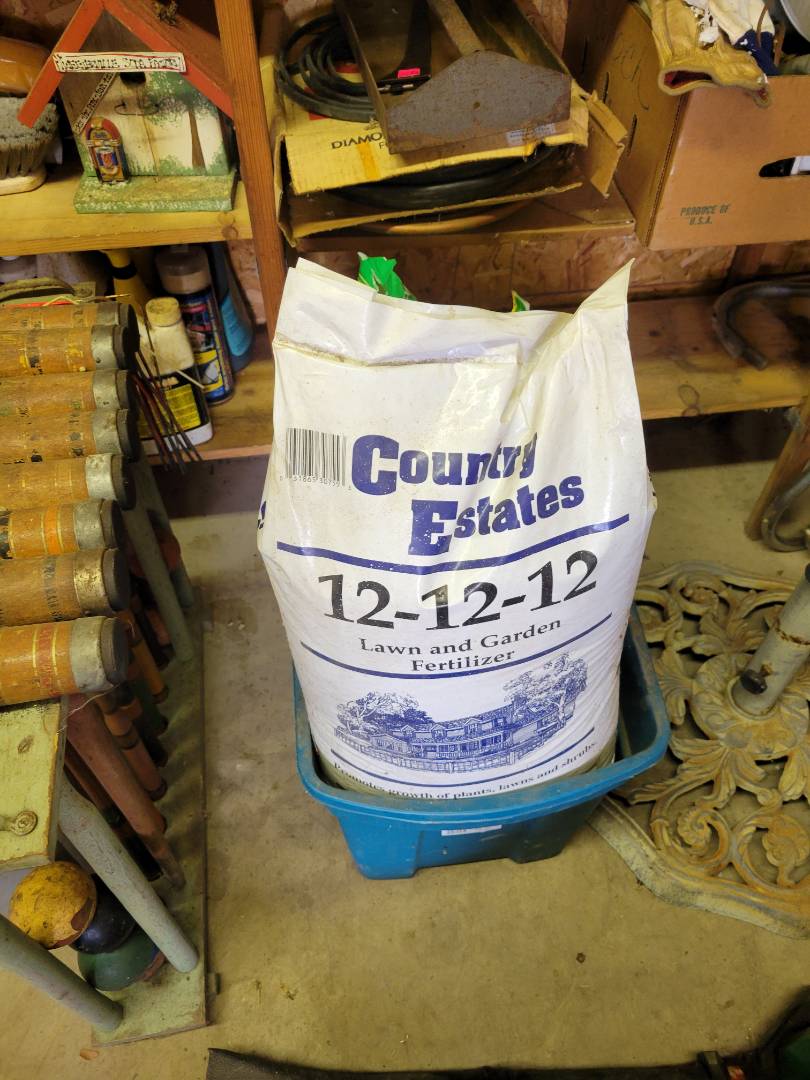 DIAMO
PRODUCE OF
U.S.A.
Country
Estates
12-12-12
Lawn and Garden
Fertilizer
Promotes growth of plants, lawns and shrubs.